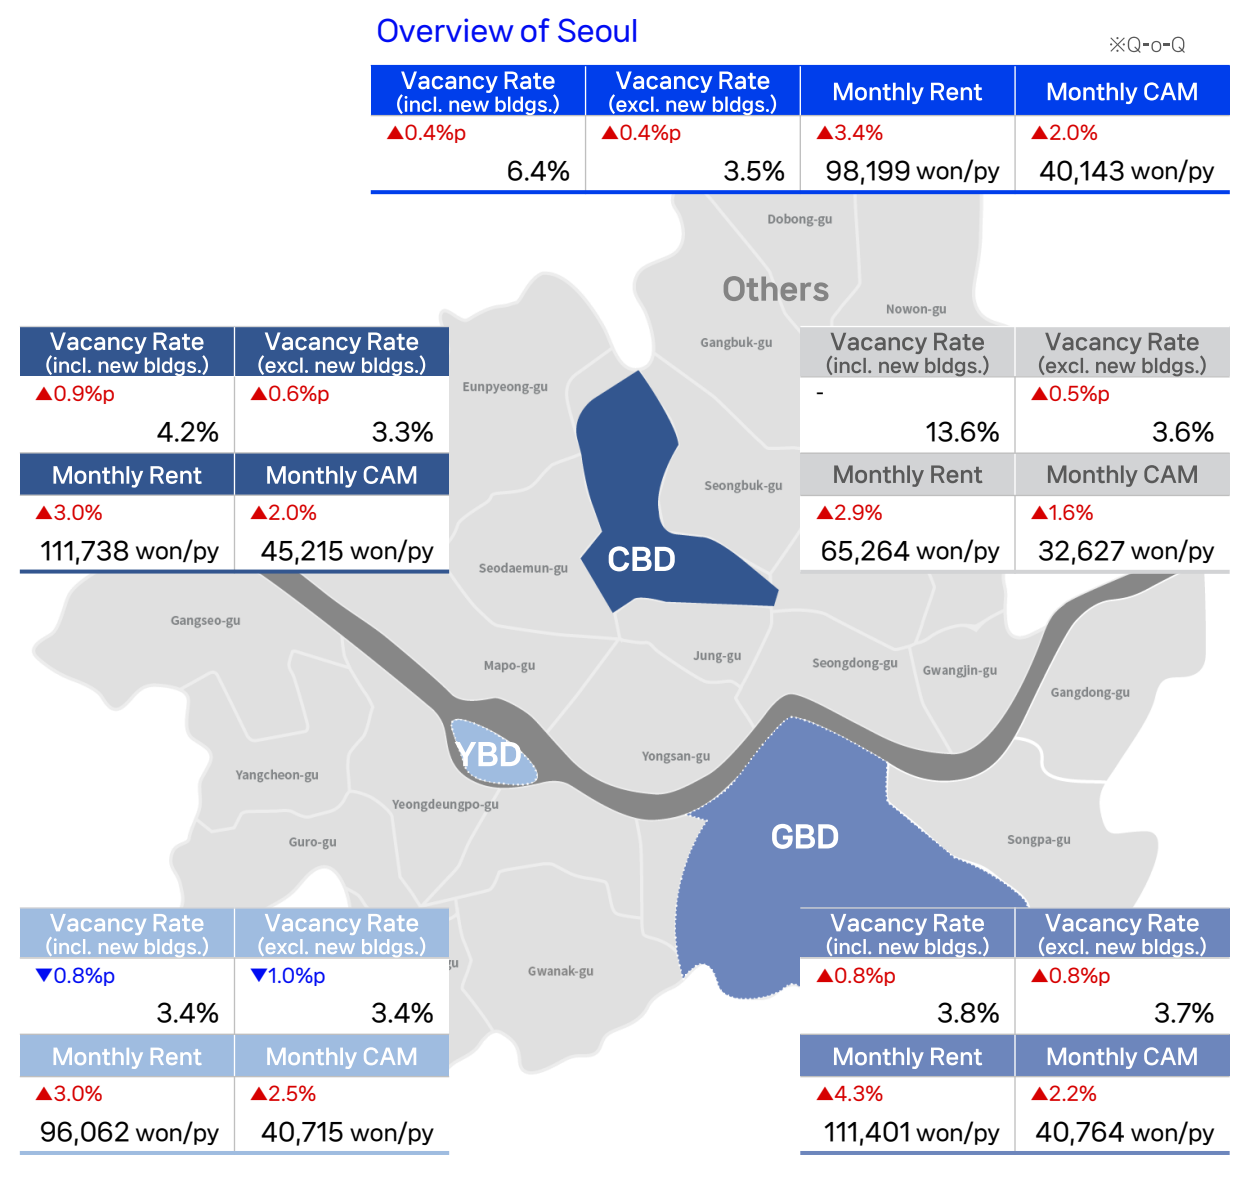 Overview of Seoul
※Q-o-Q
Vacancy Rate
(incl. new bldgs.)
Vacancy Rate
(excl. new bldgs.)
Monthly Rent
Monthly CAM
▲0.4%p
▲0.4%p
▲3.4%
▲2.0%
6.4%
3.5%
98,199 won/py
40,143 won/py
Dobong-gu
Others
Nowon-gu
Gangbuk-gu
Eunpyeong-gu
Vacancy Rate
(incl. new bldgs.)
Vacancy Rate
(excl. new bldgs.)
▲0.9%p
▲0.6%p
4.2%
3.3%
Monthly Rent
Monthly CAM
▲3.0%
▲2.0%
111,738 won/py
45,215 won/py
Vacancy Rate
(incl. new bldgs.)
Vacancy Rate
(excl. new bldgs.)
-
▲0.5%p
13.6%
3.6%
Monthly Rent
Monthly CAM
▲2.9%
▲1.6%
65,264 won/py
32,627 won/py
Seongbuk-gu
CBD
Seodaemun-gu
Gangseo-gu
Mapo-gu
Jung-gu
Seongdong-gu
Gwangjin-gu
Gangdong-gu
YBD
Yongsan-gu
Yangcheon-gu
Yeongdeungpo-gu
Guro-gu
GBD
Songpa-gu
Gwanak-gu
Vacancy Rate
(incl. new bldgs.)
Vacancy Rate
(excl. new bldgs.)
▼0.8%p
▼1.0%p
3.4%
3.4%
Monthly Rent
Monthly CAM
▲3.0%
▲2.5%
96,062 won/py
40,715 won/py
Vacancy Rate
(incl. new bldgs.)
Vacancy Rate
(excl. new bldgs.)
▲0.8%p
▲0.8%p
3.8%
3.7%
Monthly Rent
Monthly CAM
▲4.3%
▲2.2%
111,401 won/py
40,764 won/py